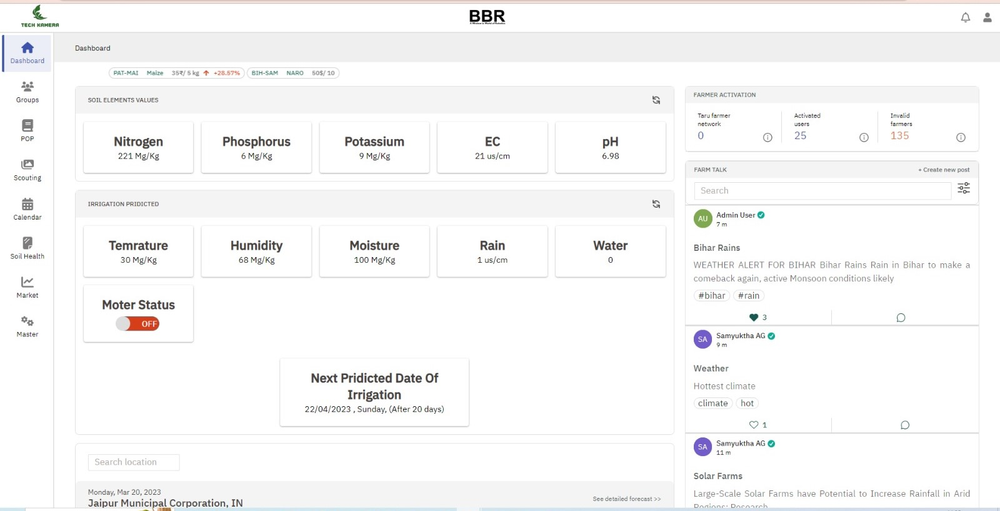 TECH KAMERA
BBR
Dashboard
Groups
POP
Scouting
Calendar
Soil Health
Market
Master
Dashboard
PAT-MAI Maize 35₹/ 5 kg +28.57% BIH-SAM NARO 50$/ 10
SOIL ELEMENTS VALUES
Nitrogen
221 Mg/Kg
Phosphorus
6 Mg/Kg
Potassium
9 Mg/Kg
EC
21 us/cm
pH
6.98
IRRIGATION PRIDICTED
Temrature
30 Mg/Kg
Humidity
68 Mg/Kg
Moisture
100 Mg/Kg
Rain
1 us/cm
Water
0
Moter Status
OFF
Next Pridicted Date Of
Irrigation
22/04/2023 , Sunday, (After 20 days)
Search location
Monday, Mar 20, 2023
Jaipur Municipal Corporation, IN
See detailed forecast >>
FARMER ACTIVATION
Taru farmer
network
0
Activated
users
25
Invalid
farmers
135
FARM TALK
+ Create new post
Search
AU
Admin User
7 m
Bihar Rains
WEATHER ALERT FOR BIHAR Bihar Rains Rain in Bihar to make a
comeback again, active Monsoon conditions likely
#bihar #rain
3
SA
Samyuktha AG
9 m
Weather
Hottest climate
climate hot
1
SA
Samyuktha AG
11 m
Solar Farms
Large-Scale Solar Farms have Potential to Increase Rainfall in Arid
Regions: Research